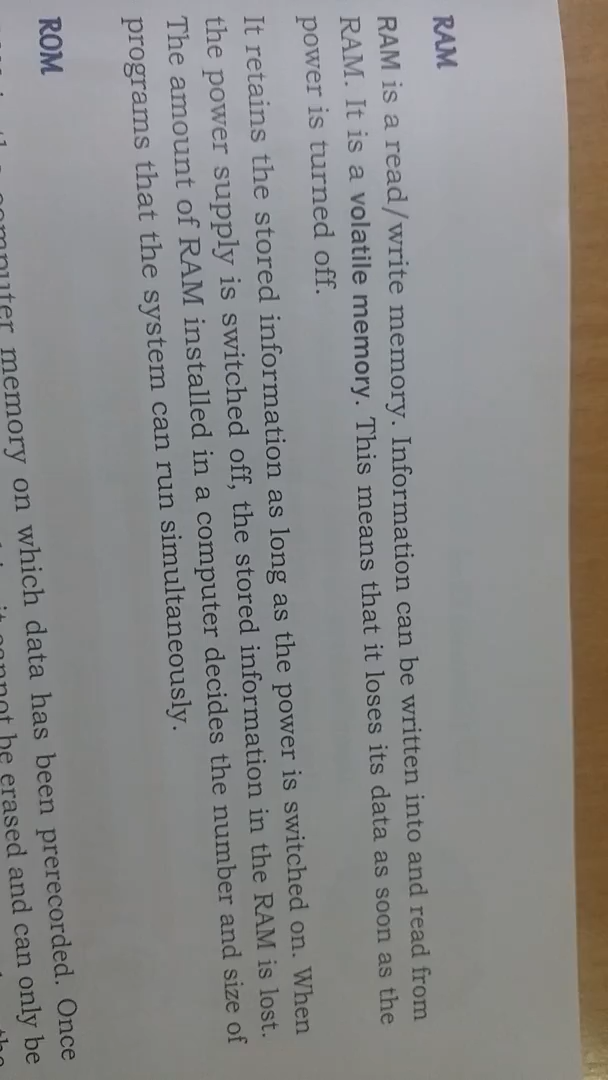 RAM
RAM is a read/write memory. Information can be written into and read from
RAM. It is a volatile memory. This means that it loses its data as soon as the
power is turned off.
It retains the stored information as long as the power is switched on. When
the power supply is switched off, the stored information in the RAM is lost.
The amount of RAM installed in a computer decides the number and size of
programs that the system can run simultaneously.
ROM
computer memory on which data has been prerecorded. Once
it cannot be erased and can only be